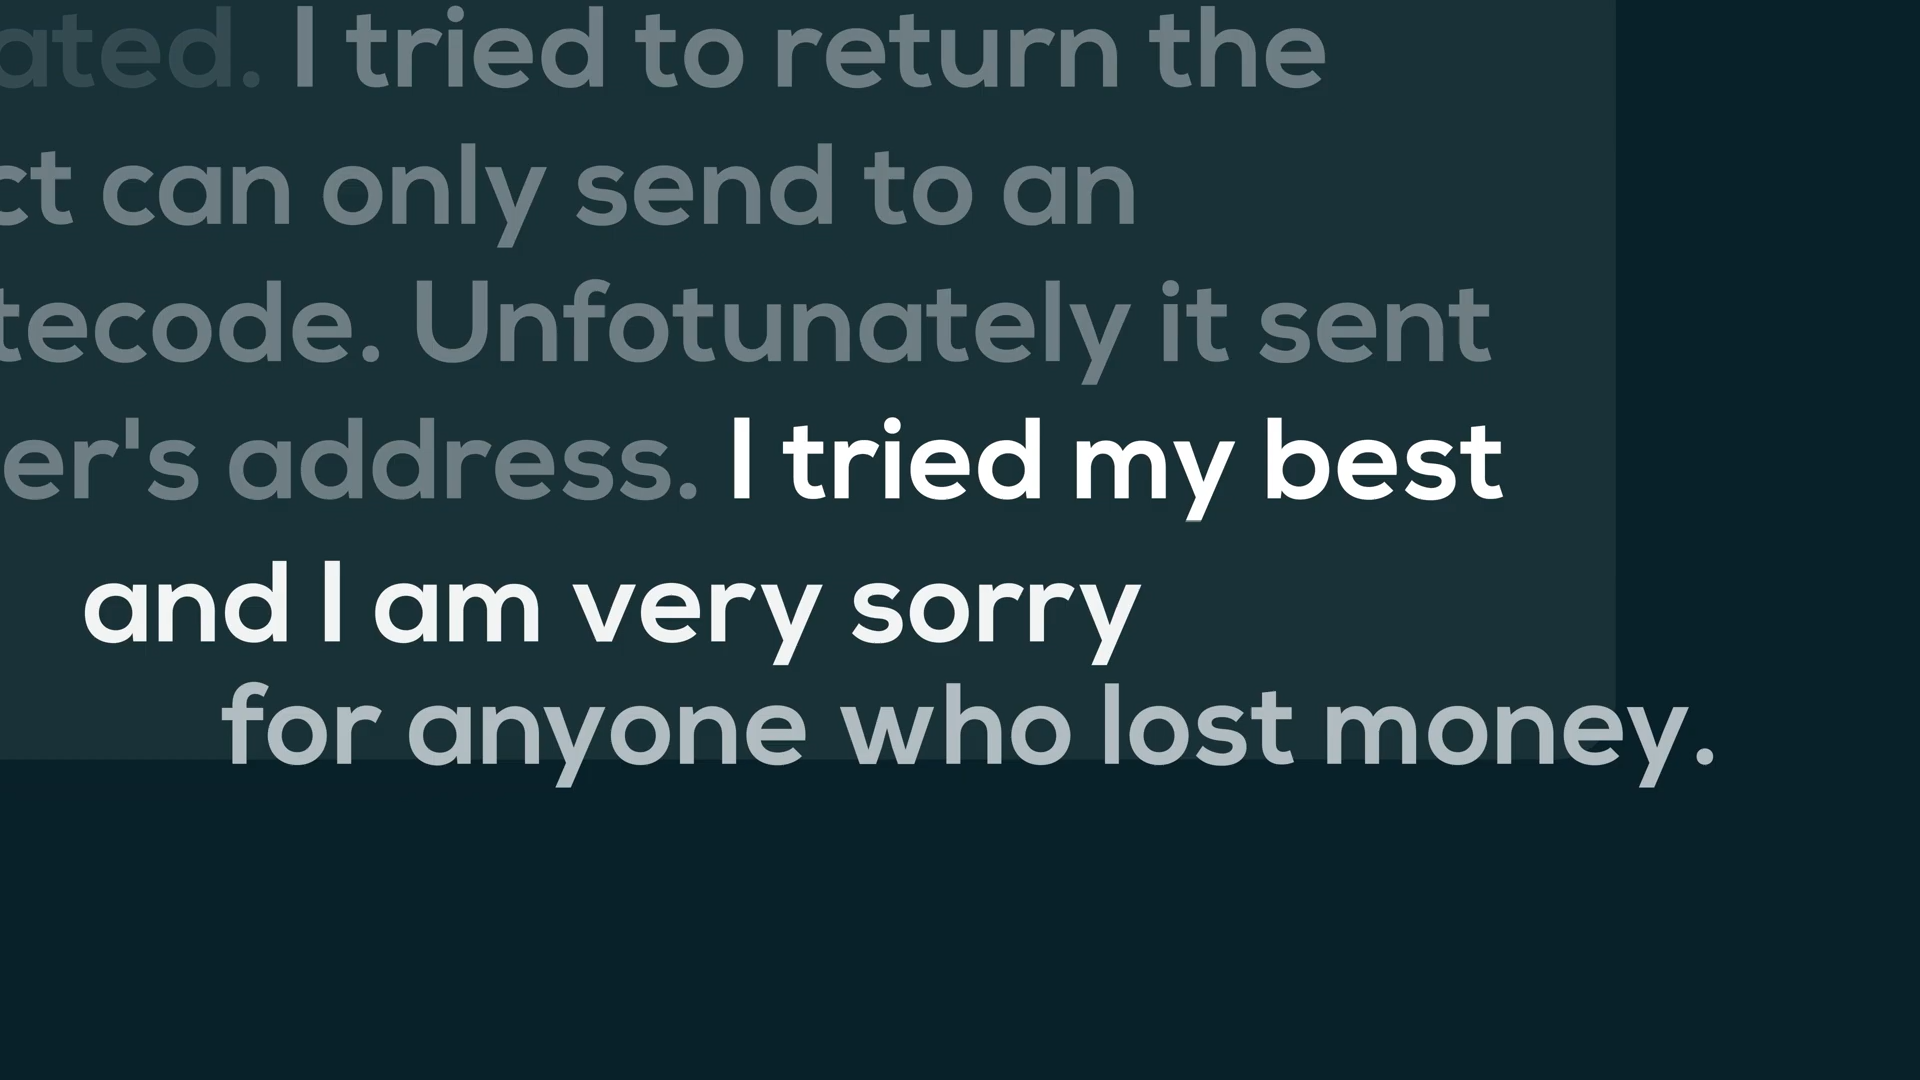 ated. I tried to return the
ct can only send to an
tecode. Unfotunately it sent
er's address. I tried my best
and I am very sorry
for anyone who lost money.